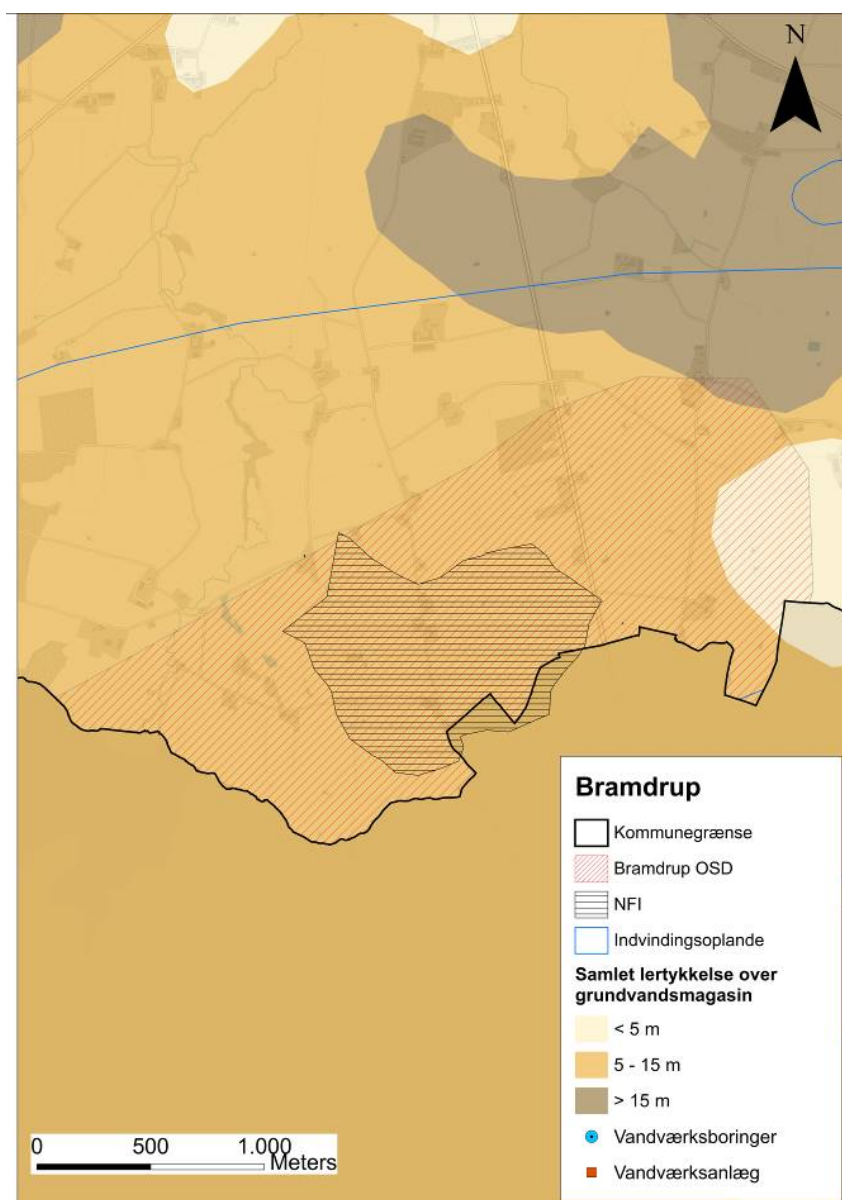 N
Bramdrup
Kommunegrænse
Bramdrup OSD
NFI
Indvindingsoplande
Samlet lertykkelse over
grundvandsmagasin
< 5 m
5 - 15 m
> 15 m
Vandværksboringer
Vandværksanlæg
0 500 1.000
Meters